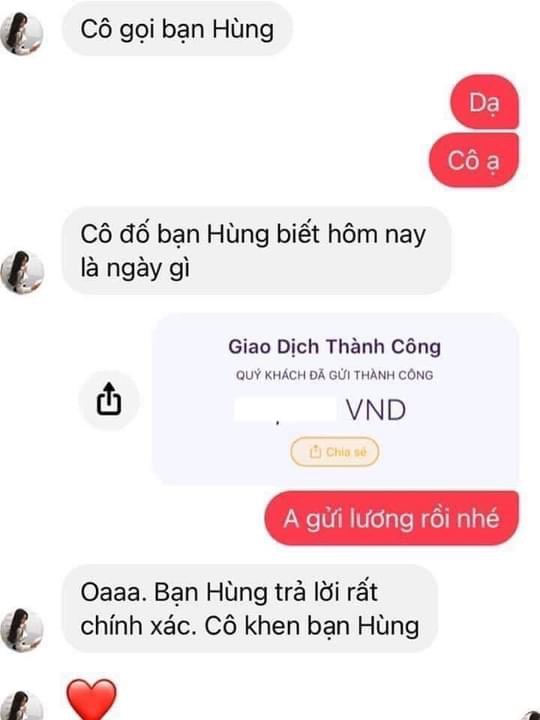 Cô gọi bạn Hùng
Dạ
Cô ạ
Cô đố bạn Hùng biết hôm nay
là ngày gì
Giao Dịch Thành Công
QUÝ KHÁCH ĐÃ GỬI THÀNH CÔNG
VND
Chia sẻ
A gửi lương rồi nhé
Oaaa. Bạn Hùng trả lời rất
chính xác. Cô khen bạn Hùng